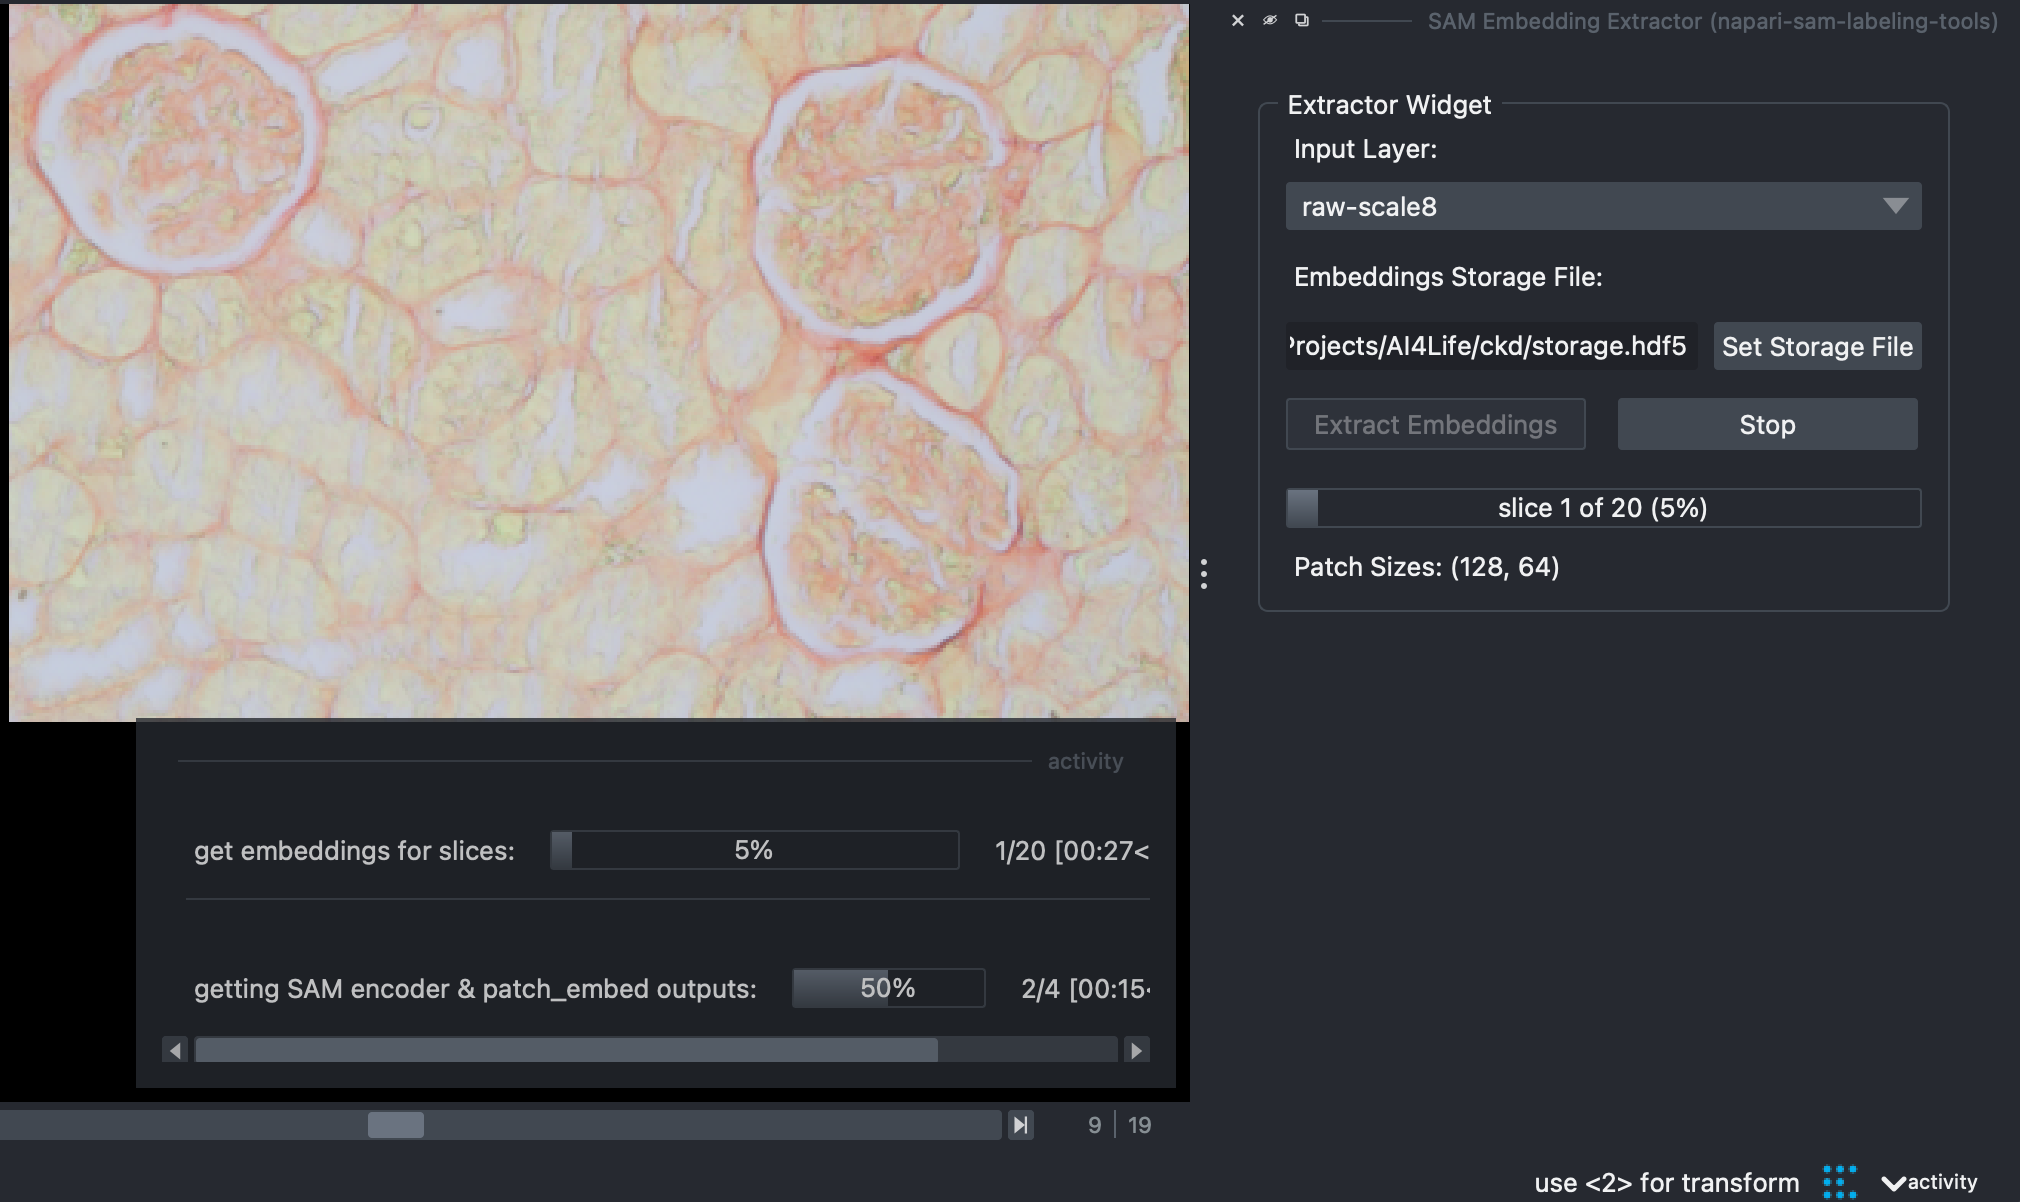 SAM Embedding Extractor (napari-sam-labeling-tools)
Extractor Widget
Input Layer:
raw-scale8
Embeddings Storage File:
Projects/AI4Life/ckd/storage.hdf5 Set Storage File
Extract Embeddings Stop
slice 1 of 20 (5%)
Patch Sizes: (128, 64)
activity
get embeddings for slices: 5% 1/20 [00:27<
getting SAM encoder & patch_embed outputs: 50% 2/4 [00:15
9 | 19
use <2> for transform activity